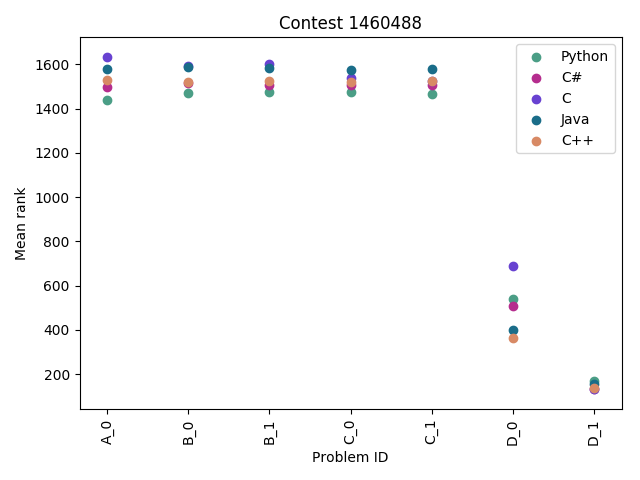 Contest 1460488
Python
C#
C
Java
C++
Mean rank
1600
1400
1200
1000
800
600
400
200
A_0
B_0
B_1
C_0
C_1
D_0
D_1
Problem ID